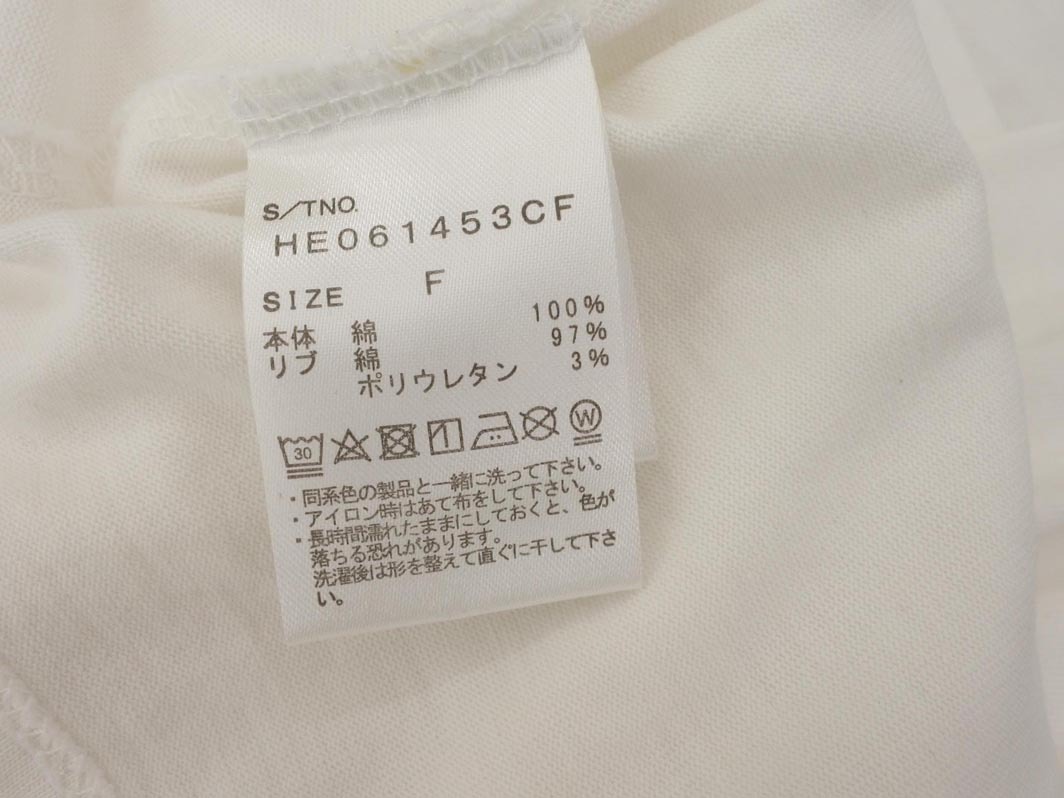 S/TNO.
HE061453CF
SIZE F
本体 綿 100%
リブ 綿 97%
ポリウレタン 3%
30 W
・同系色の製品と一緒に洗って下さい。
・アイロン時はあて布をして下さい。
・長時間濡れたままにしておくと、色が
落ちる恐れがあります。
洗濯後は形を整えて直ぐに干して下さ
い。